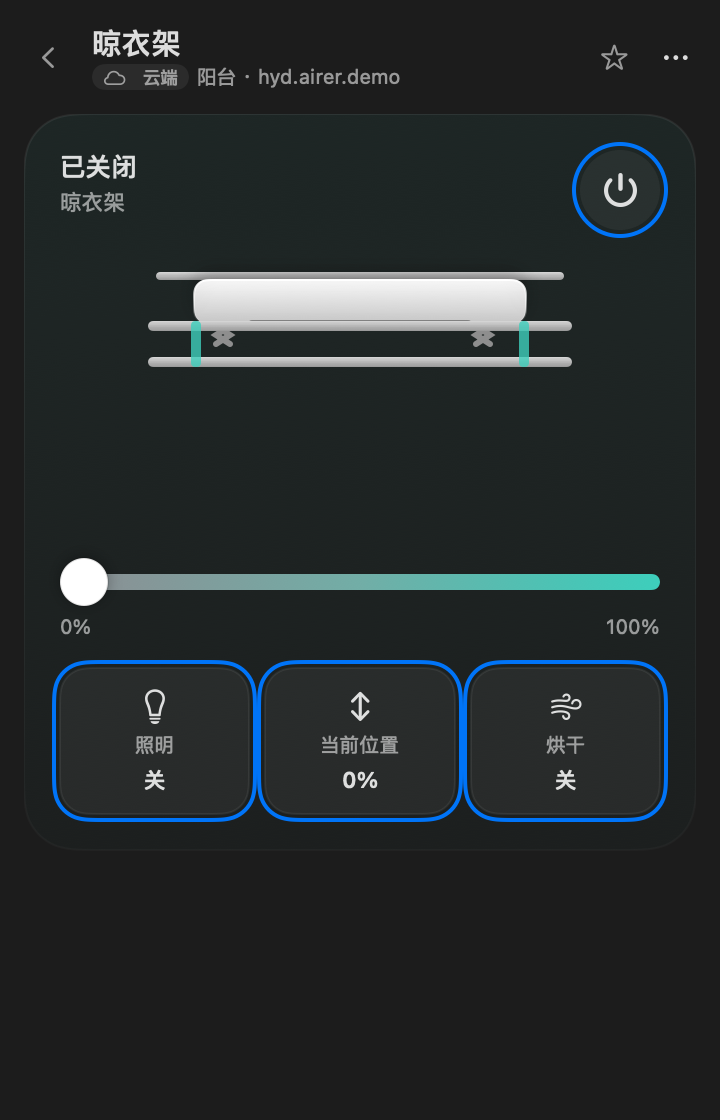 晾衣架
云端 阳台 · hyd.airer.demo
已关闭
晾衣架
0% 100%
照明 当前位置 烘干
关 0% 关